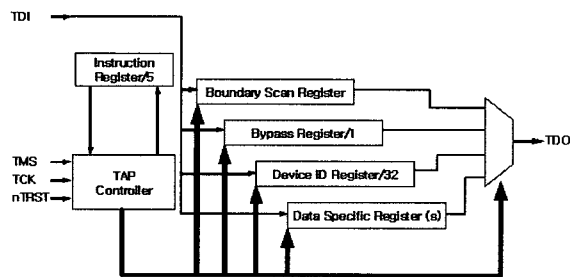 TDI
Instruction
Register/5
Boundary Scan Register
Bypass Register/1
TDO
TMS
TCK
nTRST
TAP
Controller
Device ID Register/32
Data Specific Register (s)